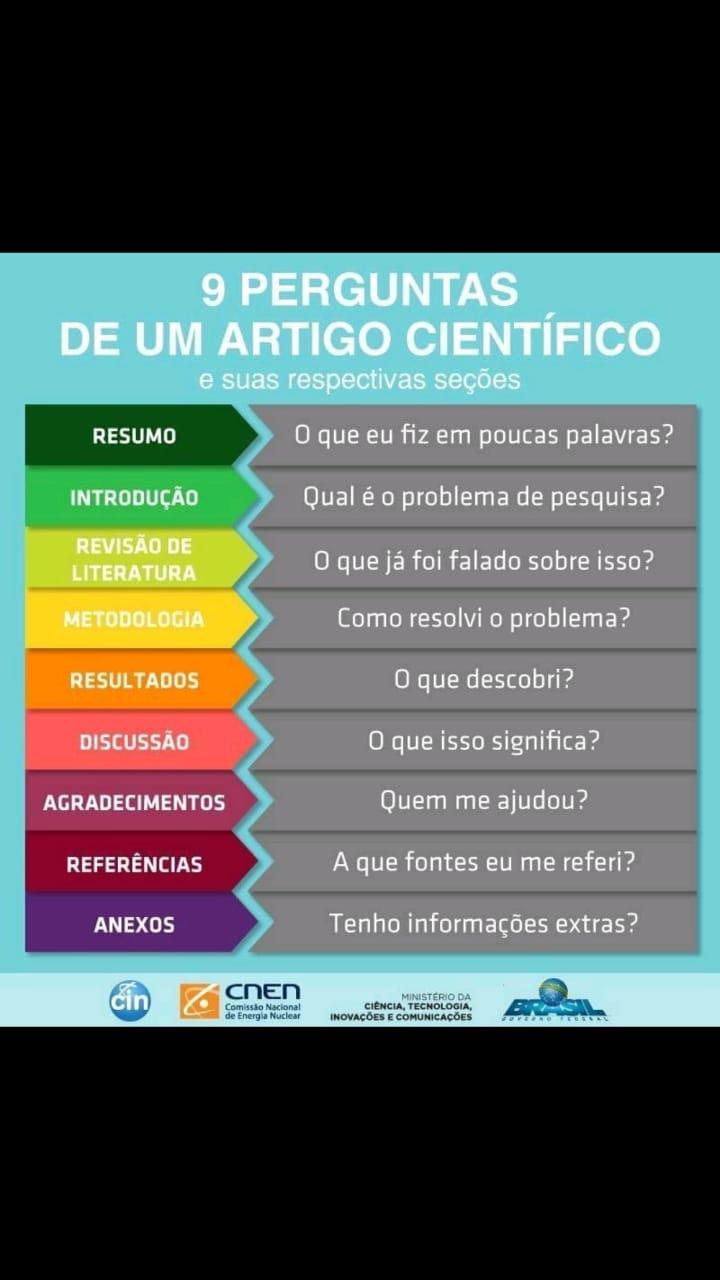 9 PERGUNTAS
DE UM ARTIGO CIENTÍFICO
e suas respectivas seções
RESUMO
O que eu fiz em poucas palavras?
INTRODUÇÃO
Qual é o problema de pesquisa?
REVISÃO DE
LITERATURA
O que já foi falado sobre isso?
METODOLOGIA
Como resolvi o problema?
RESULTADOS
O que descobri?
DISCUSSÃO
O que isso significa?
AGRADECIMENTOS
Quem me ajudou?
REFERÊNCIAS
A que fontes eu me referi?
ANEXOS
Tenho informações extras?
cin
CNEN
Comissão Nacional
de Energia Nuclear
MINISTÉRIO DA
CIÊNCIA, TECNOLOGIA,
INOVAÇÕES E COMUNICAÇÕES
BRASIL
GOVERNO FEDERAL